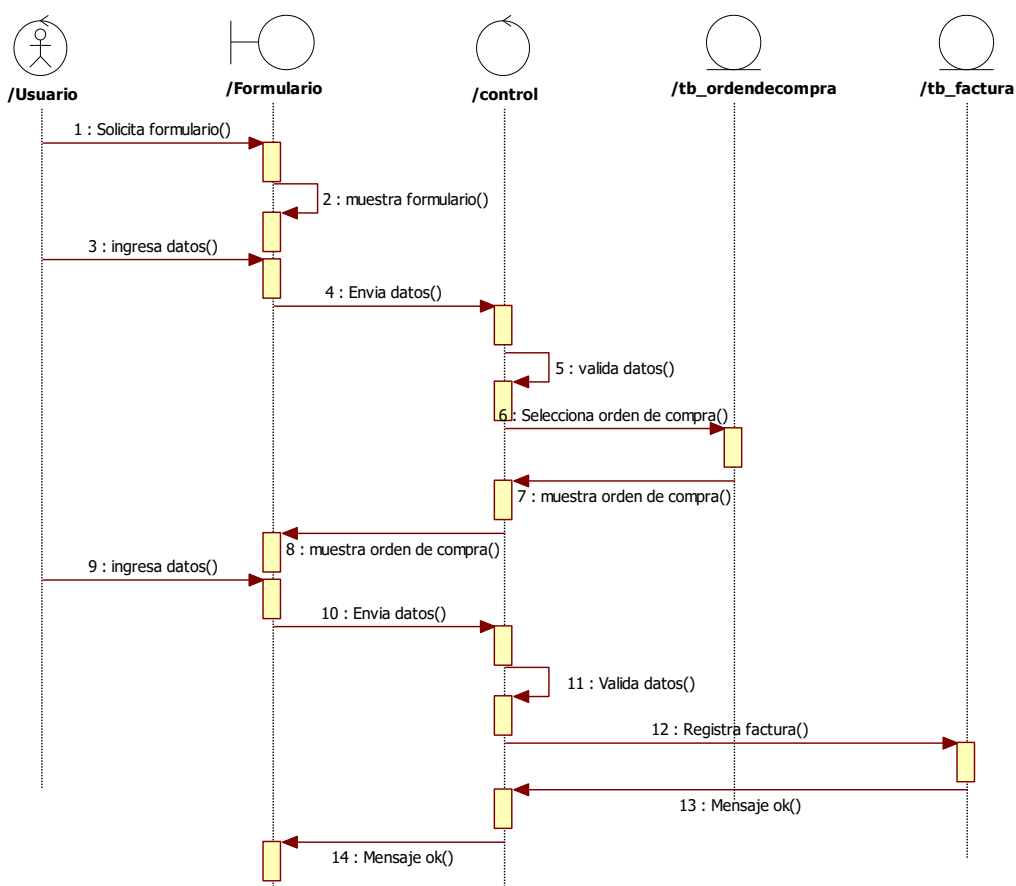 /Usuario
/Formulario
/control
/tb_ordendecompra
/tb_factura
1 : Solicita formulario()
2 : muestra formulario()
3 : ingresa datos()
4 : Envia datos()
5 : valida datos()
6 : Selecciona orden de compra()
7 : muestra orden de compra()
8 : muestra orden de compra()
9 : ingresa datos()
10 : Envia datos()
11 : Valida datos()
12 : Registra factura()
13 : Mensaje ok()
14 : Mensaje ok()